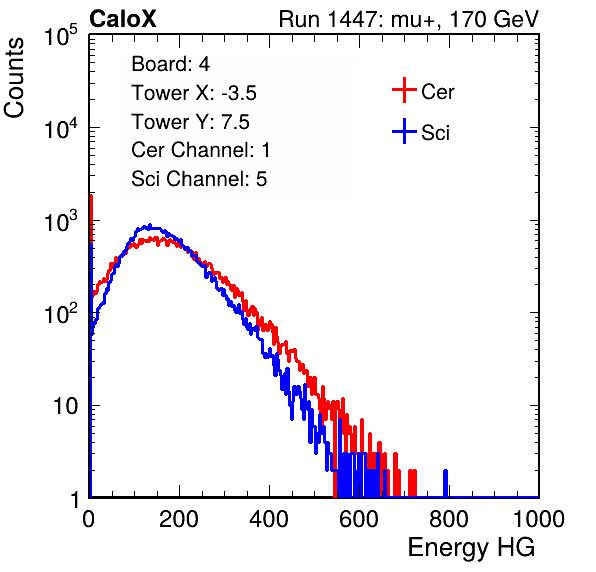 CaloX Run 1447: mu+, 170 GeV
Counts
Board: 4
Tower X: -3.5
Tower Y: 7.5
Cer Channel: 1
Sci Channel: 5
Cer
Sci
10^5
10^4
10^3
10^2
10
1
0 200 400 600 800 1000
Energy HG